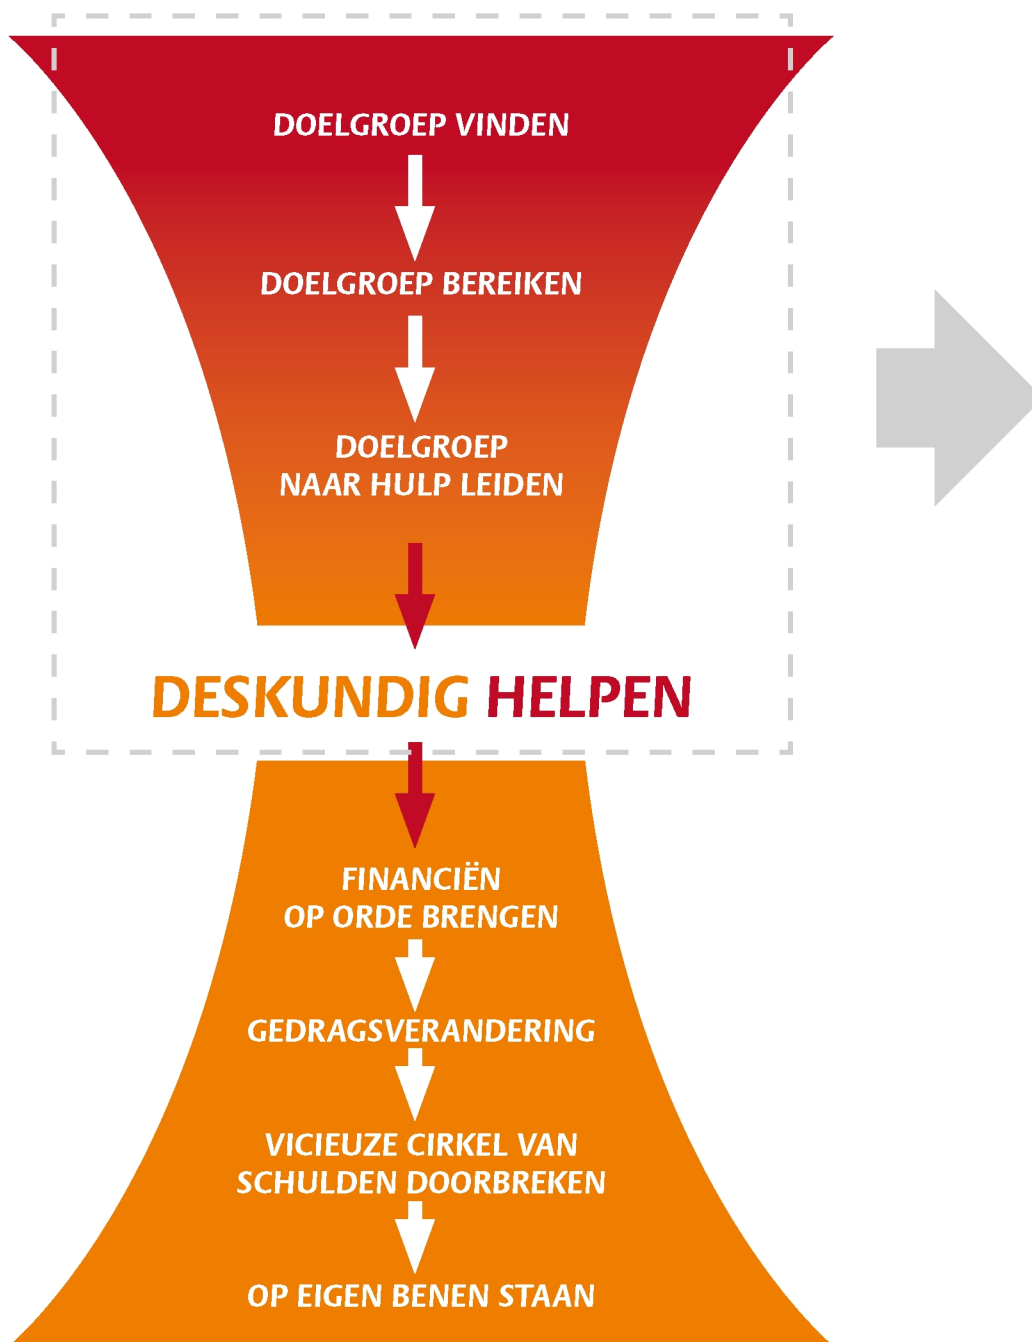 DOELGROEP VINDEN
DOELGROEP BEREIKEN
DOELGROEP
NAAR HULP LEIDEN
DESKUNDIG HELPEN
FINANCIËN
OP ORDE BRENGEN
GEDRAGSVERANDERING
VICIEUZE CIRKEL VAN
SCHULDEN DOORBREKEN
OP EIGEN BENEN STAAN